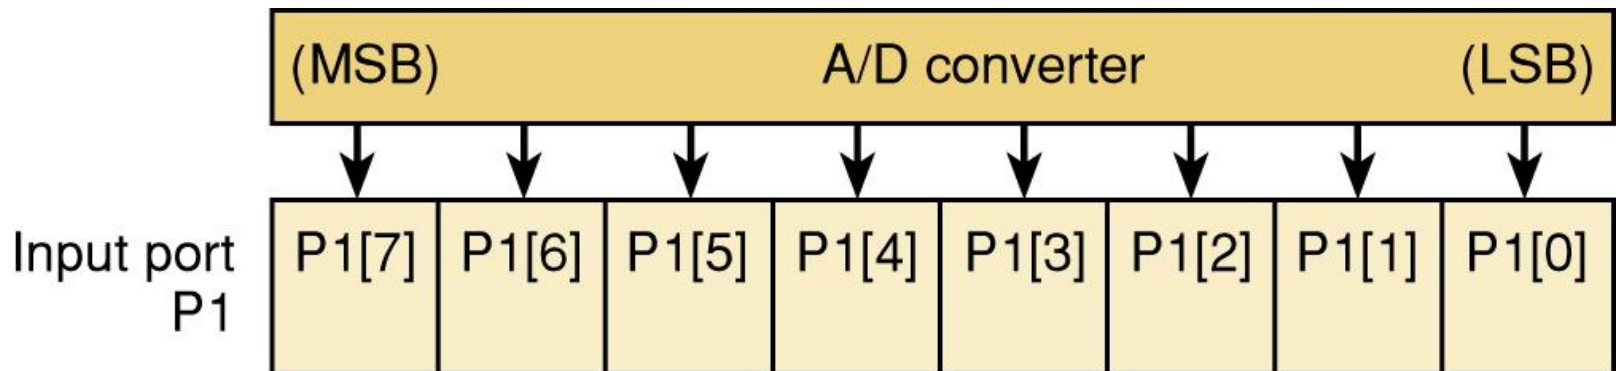 (MSB) A/D converter (LSB)
Input port P1[7] P1[6] P1[5] P1[4] P1[3] P1[2] P1[1] P1[0]
P1